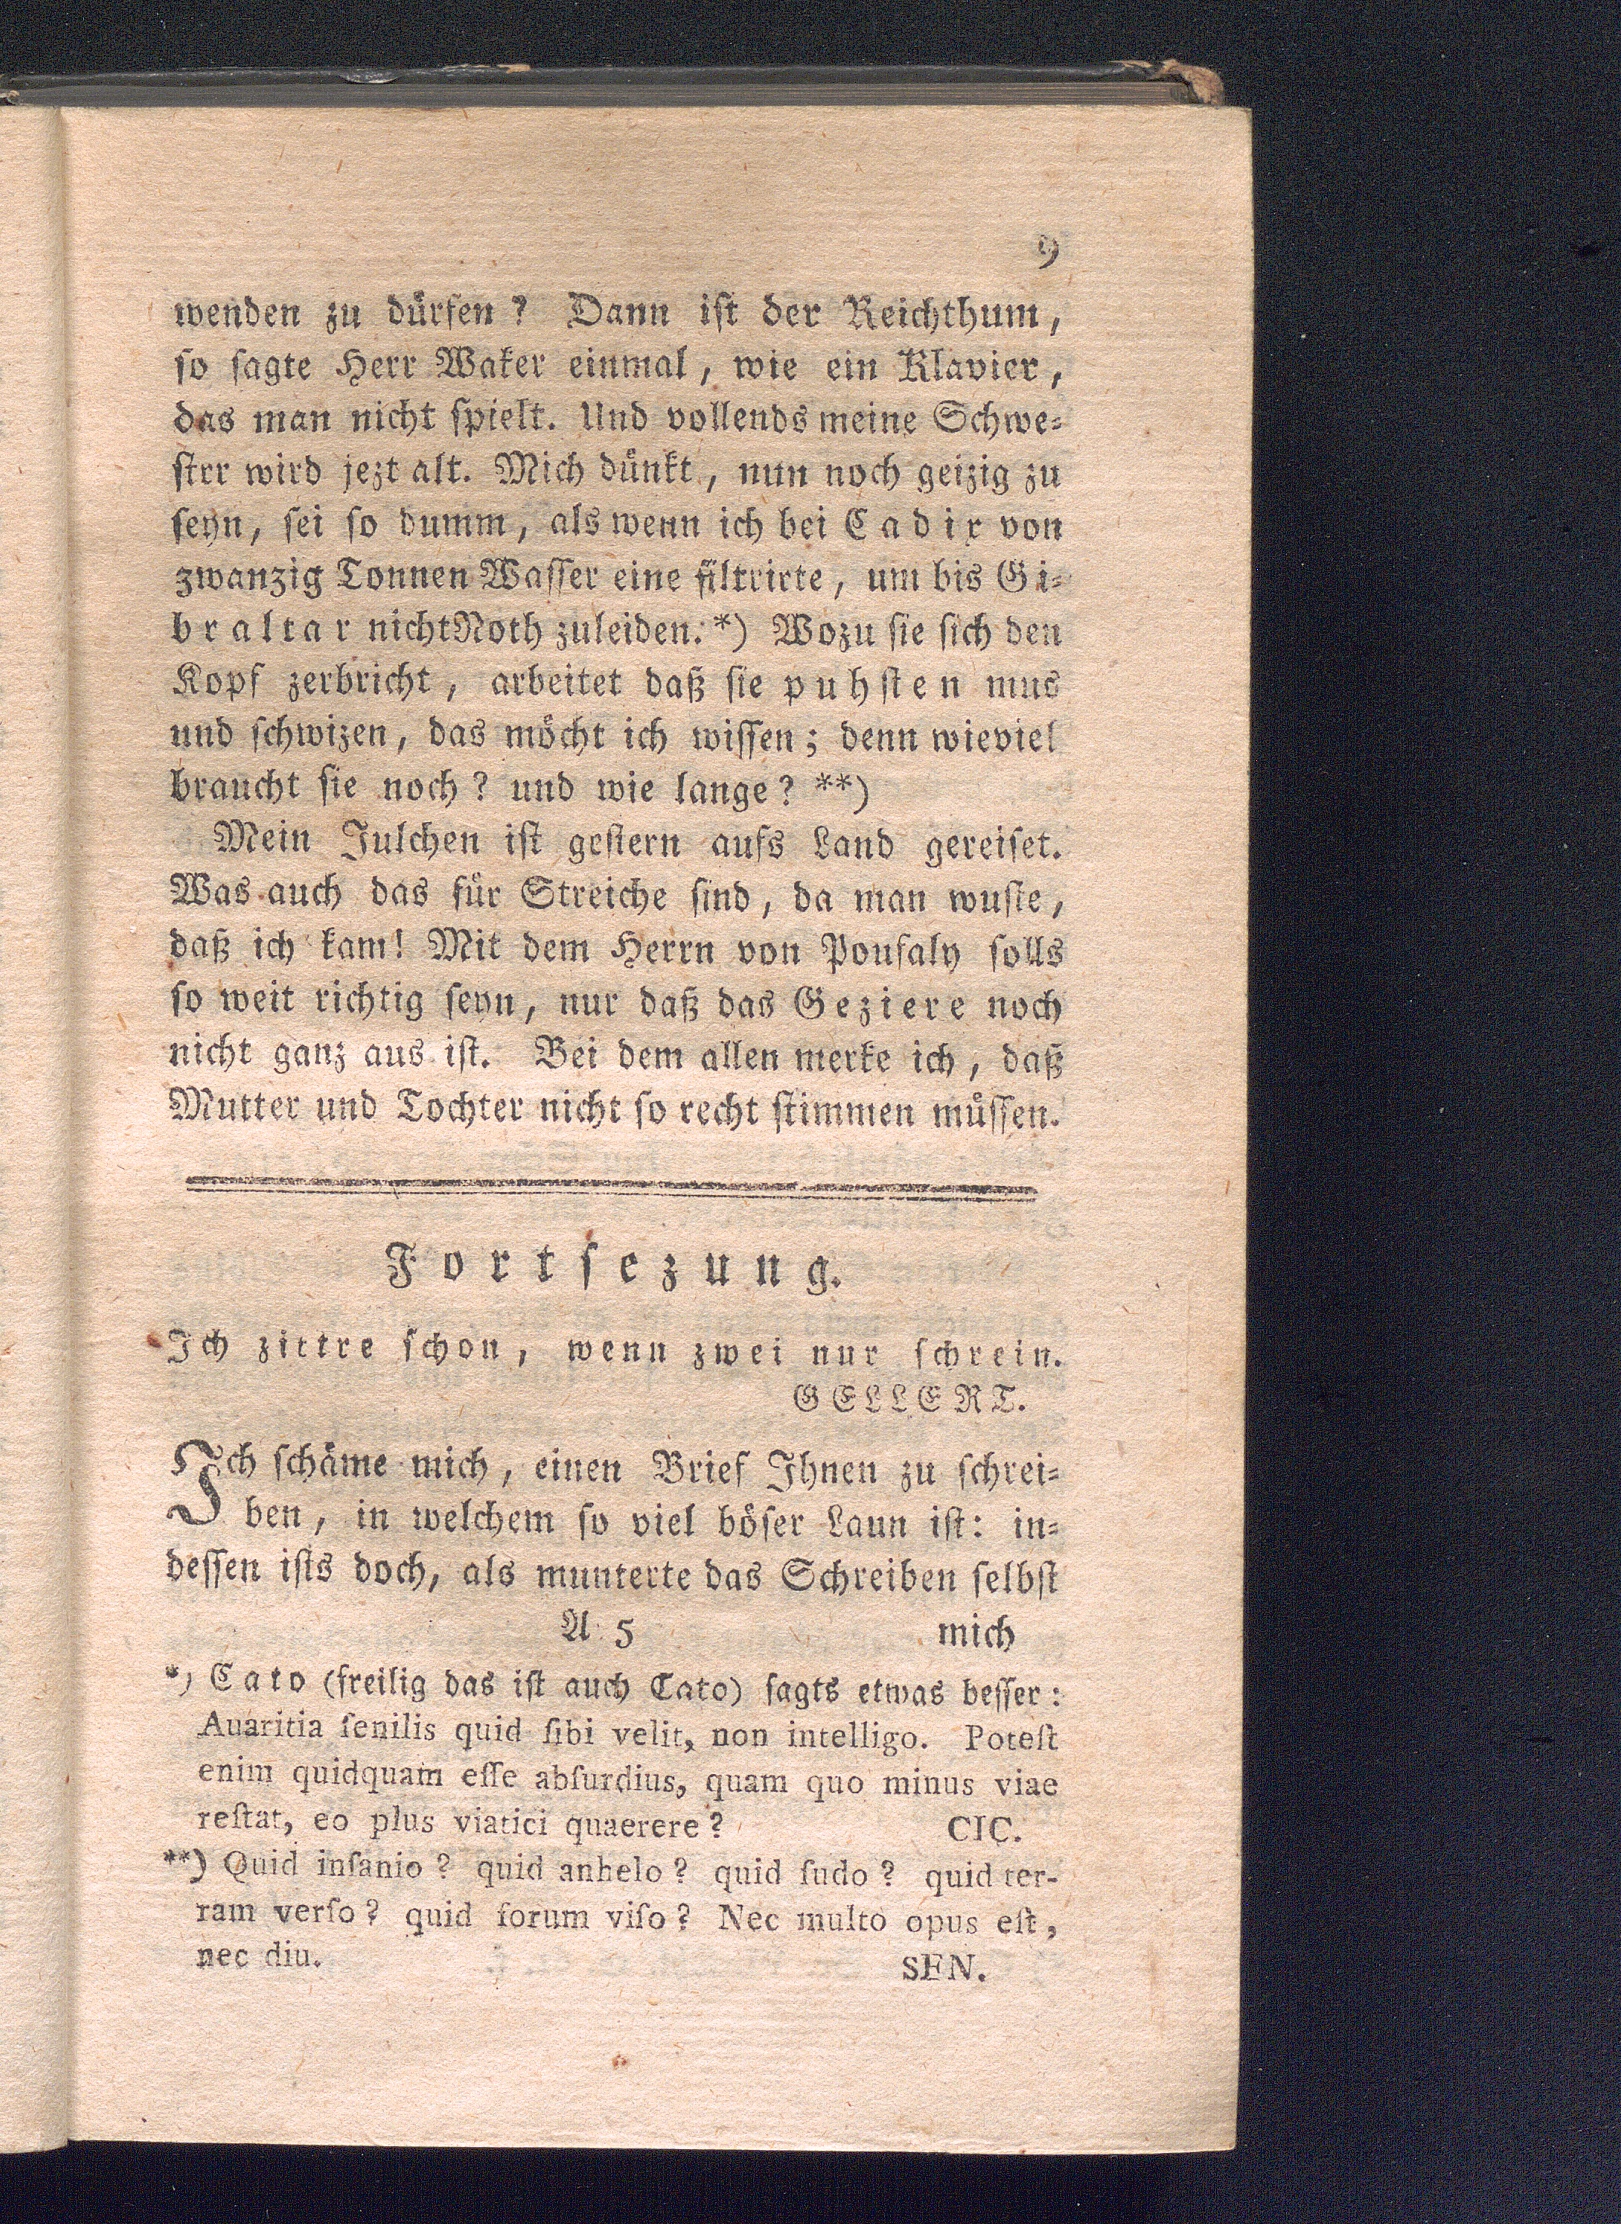 9
wenden zu dürfen? Dann iſt der Reichthum,
ſo ſagte Herr Waker einmal, wie ein Klavier,
das man nicht ſpielt. Und vollends meine Schwe⸗
ſtrr wird jezt alt. Mich dünkt, nun noch geizig zu
ſeyn, ſei ſo dumm, als wenn ich bei Cadix von
zwanzig Tonnen Waſſer eine filtrirte, um bis Gi⸗
braltar nicht Noth zuleiden.*) Wozu ſie ſich den
Kopf zerbricht, arbeitet daß ſie puhſten mus
und ſchwizen, das möcht ich wiſſen; denn wieviel
braucht ſie noch? und wie lange? **)
Mein Julchen iſt geſtern aufs Land gereiſet.
Was auch das für Streiche ſind, da man wuſte,
daß ich kam! Mit dem Herrn von Pouſaly ſolls
ſo weit richtig ſeyn, nur daß das Geziere noch
nicht ganz aus iſt. Bei dem allen merke ich, daß
Mutter und Tochter nicht ſo recht ſtimmen müſſen.
Fortſezung.
Ich zittre ſchon, wenn zwei nur ſchrein.
GELLERT.
Ich ſchäme mich, einen Brief Ihnen zu ſchrei⸗
ben, in welchem ſo viel böſer Laun iſt: in⸗
deſſen iſts doch, als munterte das Schreiben ſelbſt
A 5 mich
*) Cato (freilig das iſt auch Cato) ſagts etwas beſſer:
Auaritia ſenilis quid ſibi velit, non intelligo. Poteſt
enim quidquam eſſe abſurdius, quam quo minus viae
reſtat, eo plus viatici quaerere? CIC.
**) Quid inſanio? quid anhelo? quid ſudo? quid ter-
ram verſo? quid forum viſo? Nec multo opus eſt,
nec diu. SEN.